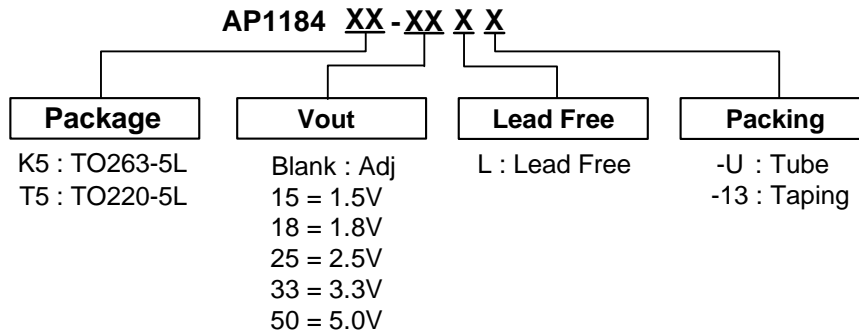 AP1184 XX - XX X X
Package
K5 : TO263-5L
T5 : TO220-5L
Vout
Blank : Adj
15 = 1.5V
18 = 1.8V
25 = 2.5V
33 = 3.3V
50 = 5.0V
Lead Free
L : Lead Free
Packing
-U : Tube
-13 : Taping